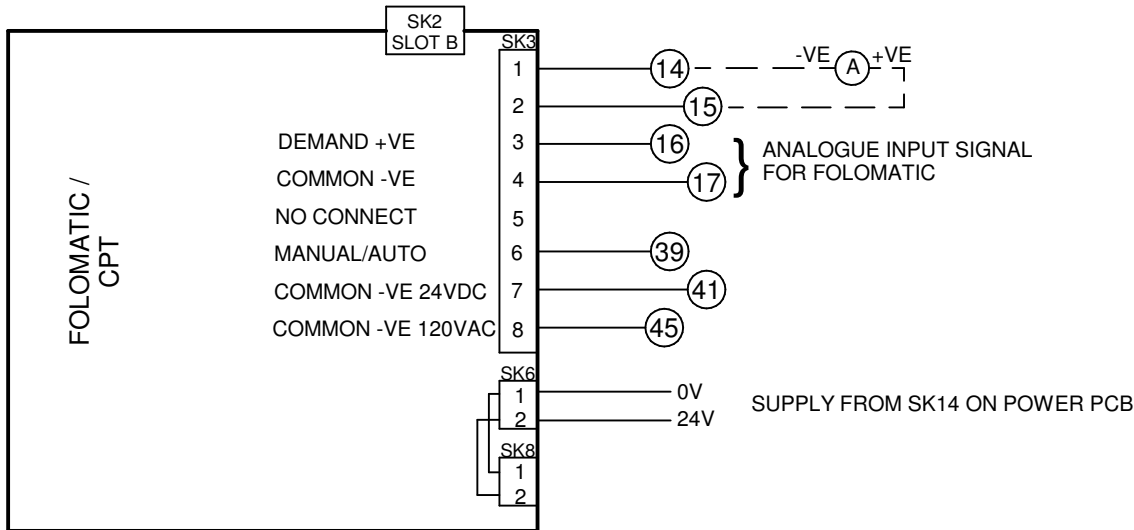 SK2
SLOT B
SK3
1 14 -VE A +VE
2 15
DEMAND +VE 3 16
COMMON -VE 4 17
ANALOGUE INPUT SIGNAL
FOR FOLOMATIC
NO CONNECT 5
MANUAL/AUTO 6 39
COMMON -VE 24VDC 7 41
COMMON -VE 120VAC 8 45
FOLOMATIC /
CPT
SK6
1 0V
2 24V
SUPPLY FROM SK14 ON POWER PCB
SK8
1
2